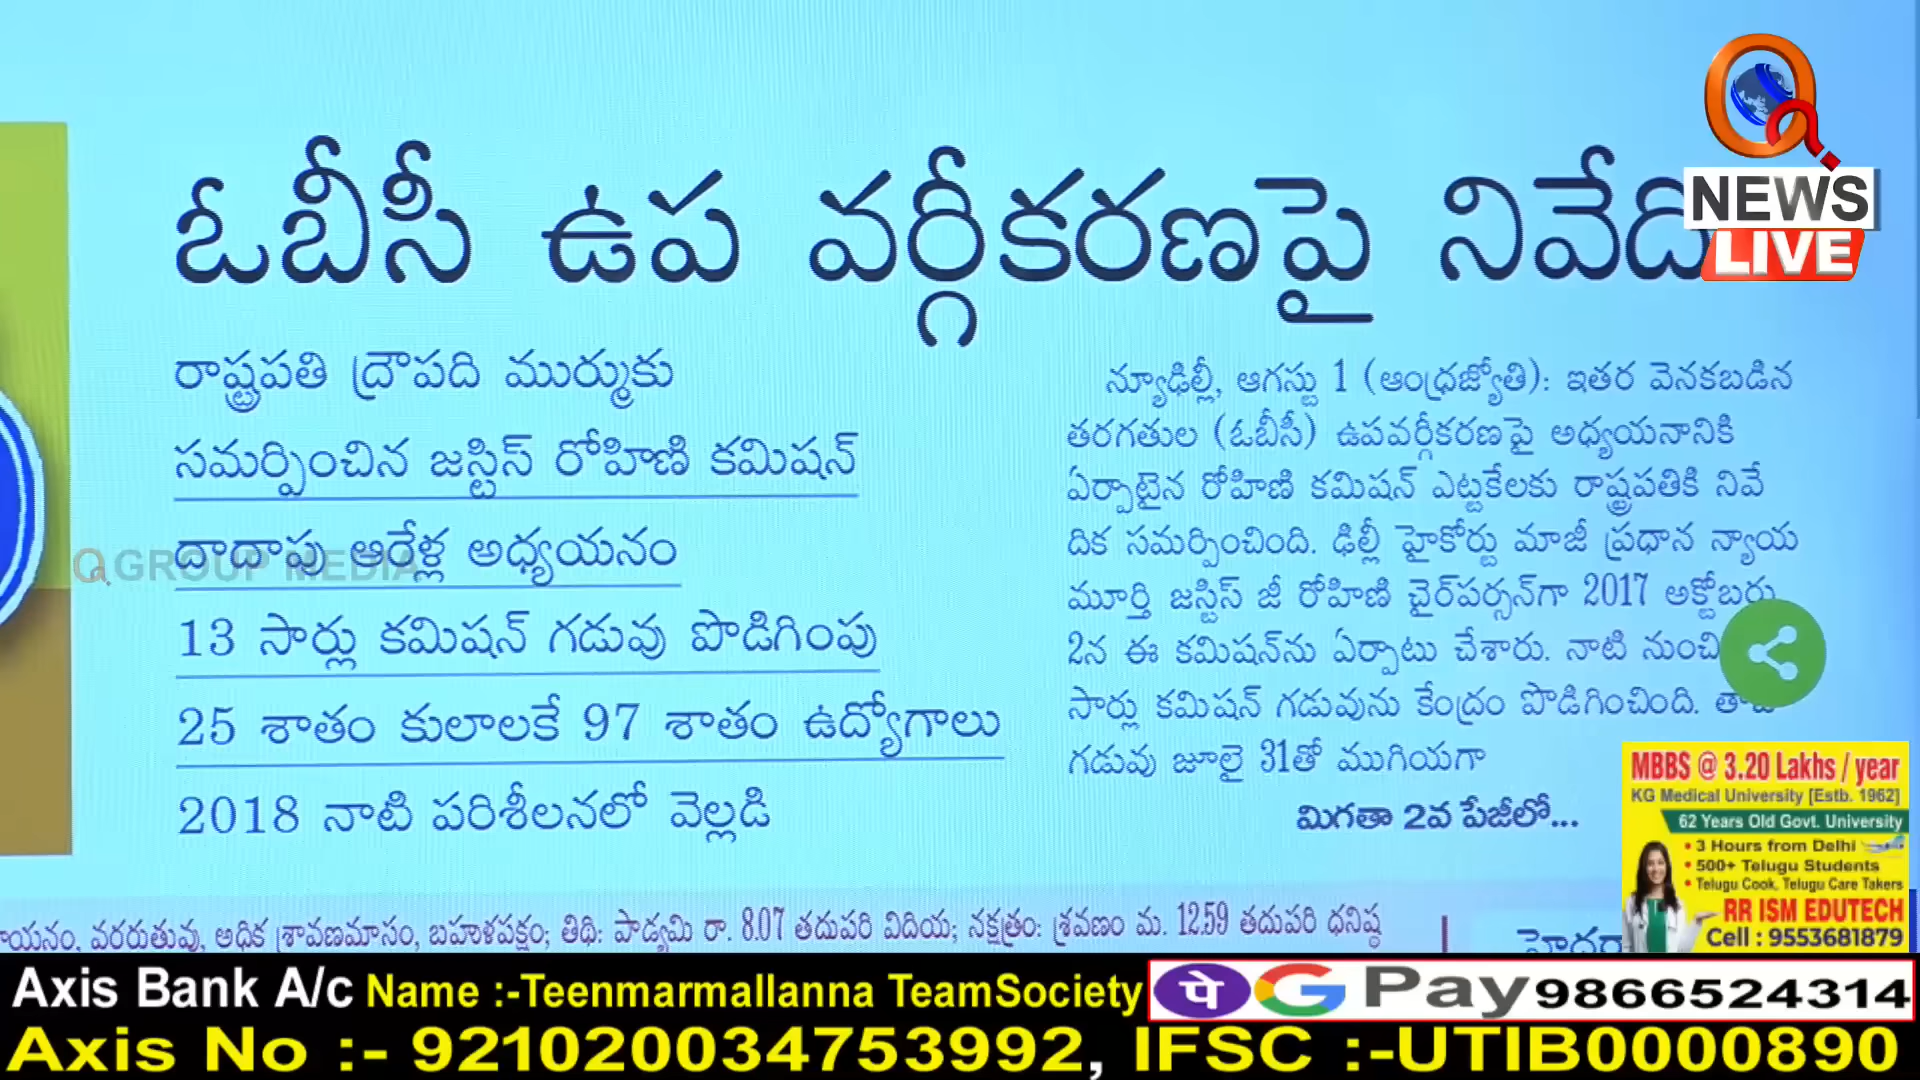 NEWS
LIVE
ఓబీసీ ఉప వర్గీకరణపై
రాష్ట్రపతి ద్రౌపది ముర్ముకు
సమర్పించిన జస్టిస్ రోహిణి కమిషన్
దాదాపు ఆరేళ్ల అధ్యయనం
13 సార్లు కమిషన్ గడువు పొడిగింపు
25 శాతం కులాలకే 97 శాతం ఉద్యోగాలు
2018 నాటి పరిశీలనలో వెల్లడి
న్యూఢిల్లీ, ఆగస్టు 1 (ఆంధ్రజ్యోతి): ఇతర వెనకబడిన
తరగతుల (ఓబీసీ) ఉపవర్గీకరణపై అధ్యయనానికి
ఏర్పాటైన రోహిణి కమిషన్ ఎట్టకేలకు రాష్ట్రపతికి నివే
దిక సమర్పించింది. ఢిల్లీ హైకోర్టు మాజీ ప్రధాన న్యాయ
మూర్తి జస్టిస్ జీ రోహిణి చైర్‌పర్సన్‌గా 2017 అక్టోబరు
2న ఈ కమిషన్‌ను ఏర్పాటు చేశారు. నాటి నుంచి
సార్లు కమిషన్ గడువును కేంద్రం పొడిగించింది.
గడువు జూలై 31తో ముగియగా
మిగతా 2వ పేజీలో...
GROUP MEDIA
వర్షరుతువు, అధిక శ్రావణమాసం, బహుళపక్షం; తిథి: పాడ్యమి రా. 8.07 తదుపరి విదియ; నక్షత్రం: శ్రవణం మ. 12.59 తదుపరి ధనిష్ఠ
MBBS @ 3.20 Lakhs / year
KG Medical University [Estb. 1962]
62 Years Old Govt. University
• 3 Hours from Delhi
• 500+ Telugu Students
• Telugu Cook, Telugu Care Takers
RR ISM EDUTECH
Cell : 9553681879
Axis Bank A/c Name :-Teenmarmallanna TeamSociety पे G Pay 9866524314
Axis No :- 921020034753992, IFSC :-UTIB0000890